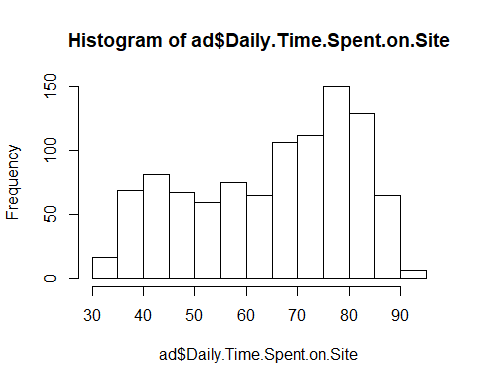 Histogram of ad$Daily.Time.Spent.on.Site
Frequency
150
100
50
0
30 40 50 60 70 80 90
ad$Daily.Time.Spent.on.Site